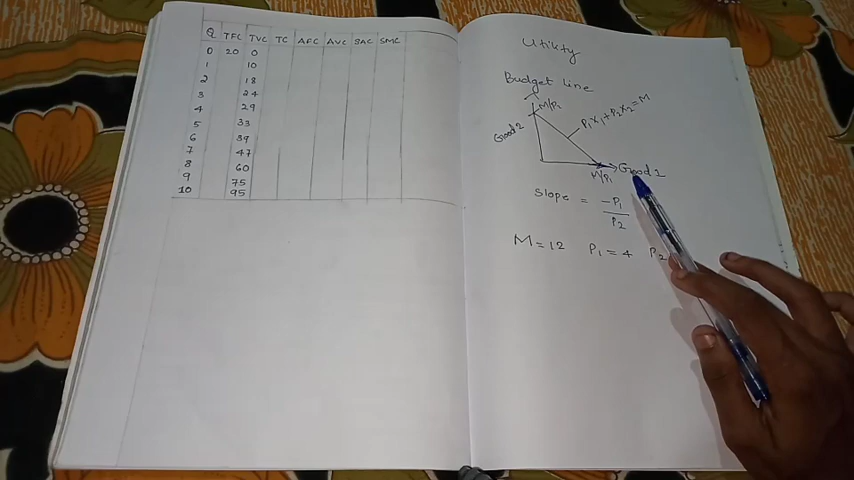 Q TFC TVC TC AFC AVC SAC SMC
0 20 0
1 10
2 18
3 24
4 29
5 33
6 39
7 47
8 60
9 75
10 95
Utility
Budget line
M/P2
P1X1+P2X2=M
Good 2
Good 1
M/P1
Slope = -P1
P2
M=12 P1=4 P2